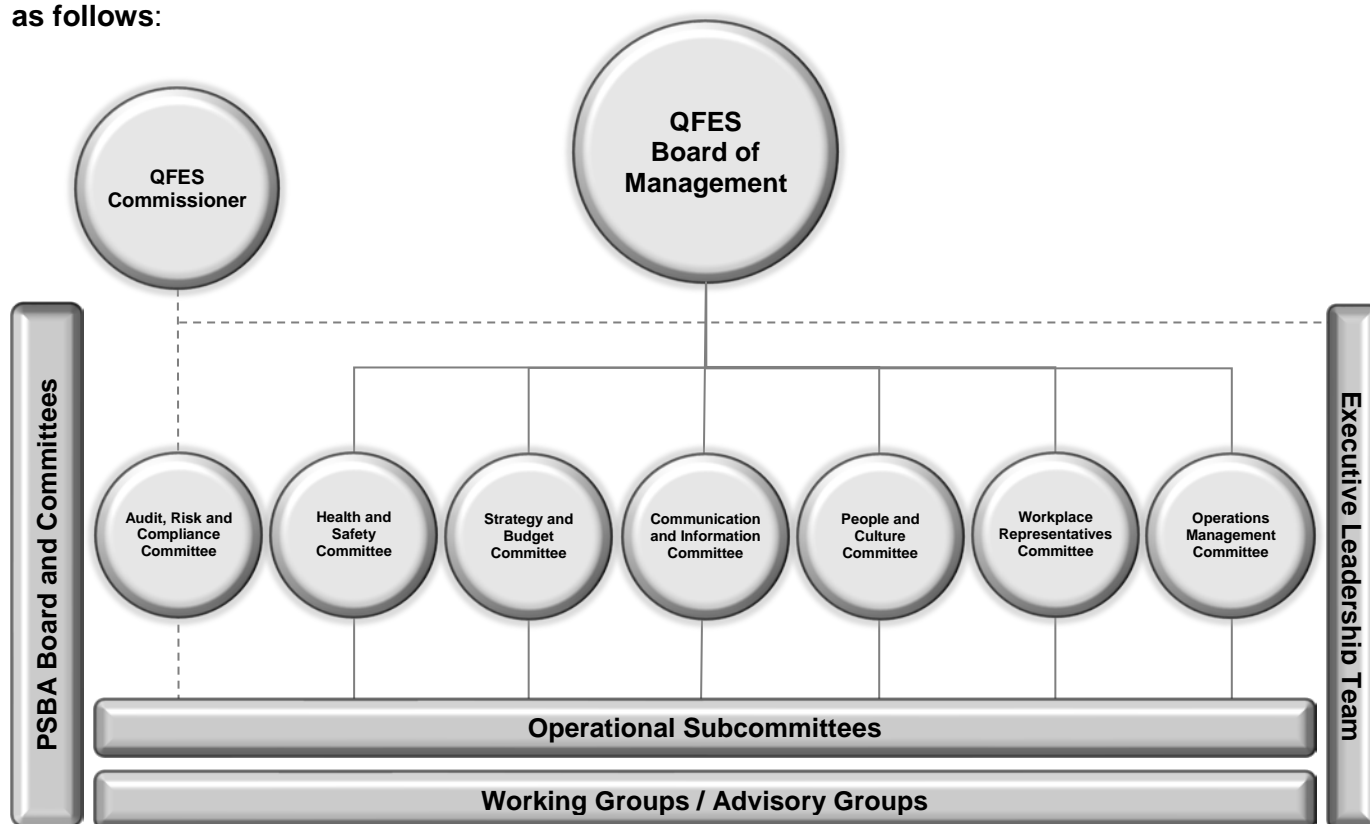 as follows:
QFES
Board of
Management
QFES
Commissioner
PSBA Board and Committees
Executive Leadership Team
Audit, Risk and
Compliance
Committee
Health and
Safety
Committee
Strategy and
Budget
Committee
Communication
and Information
Committee
People and
Culture
Committee
Workplace
Representatives
Committee
Operations
Management
Committee
Operational Subcommittees
Working Groups / Advisory Groups